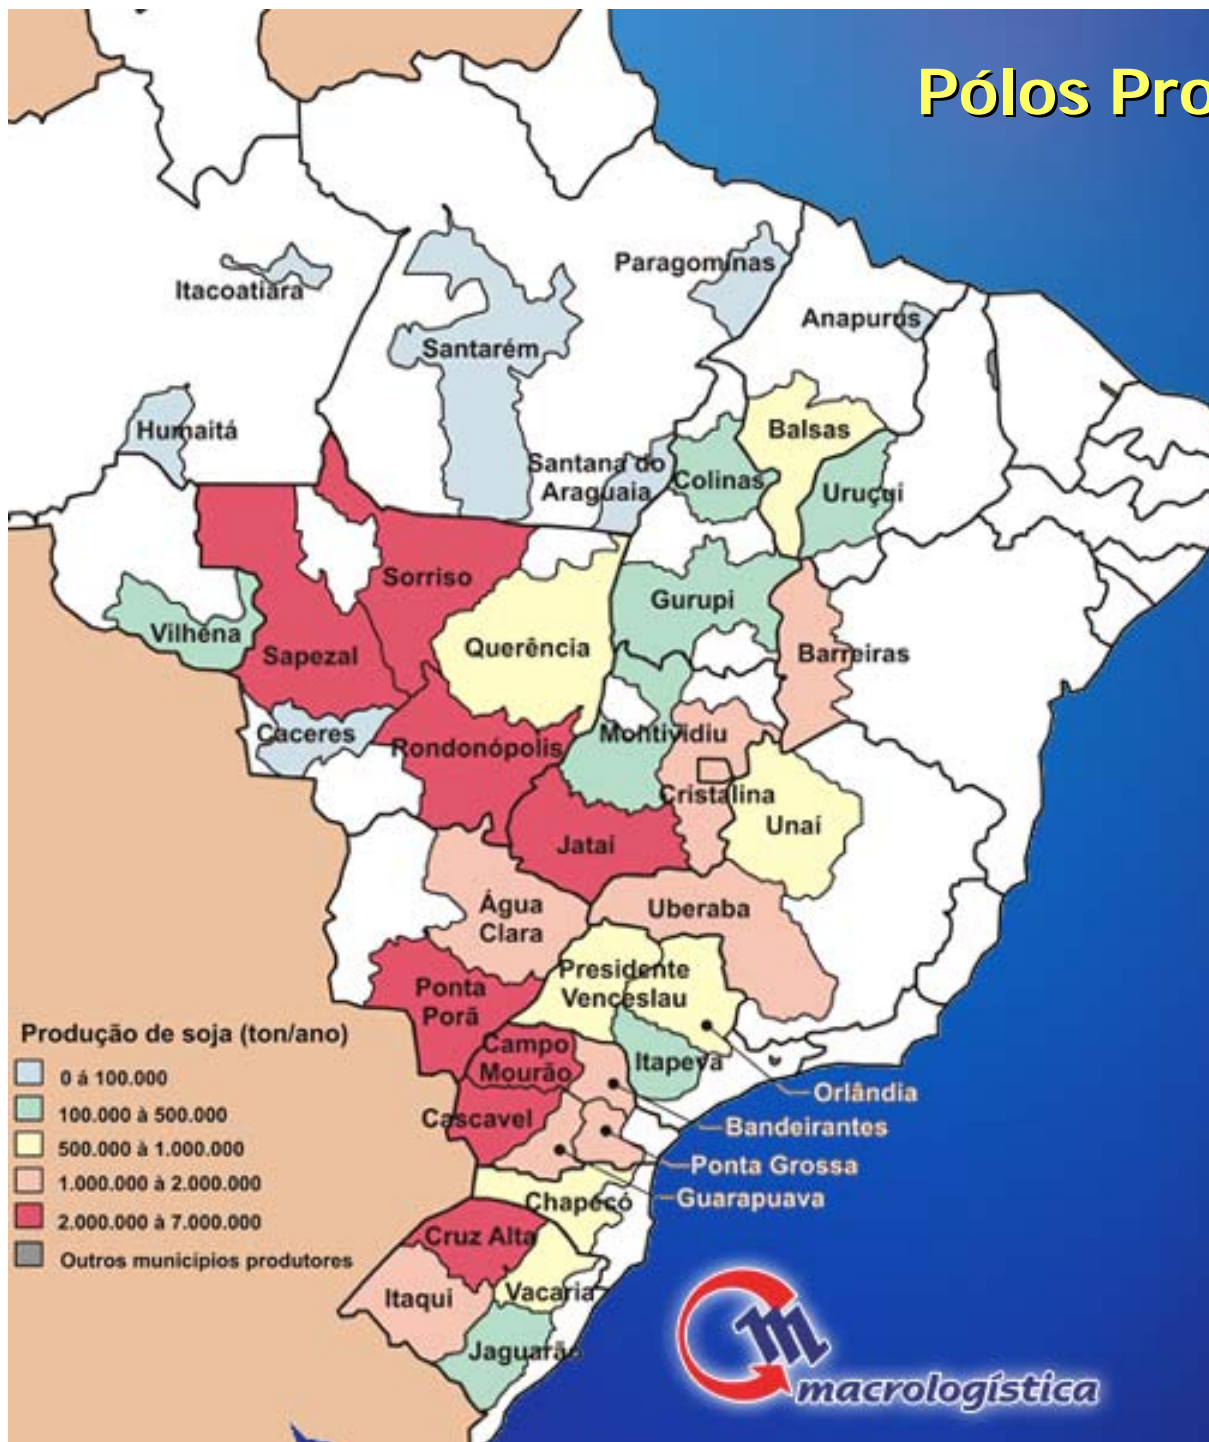 Pólos Pro
Paragominas
Itacoatiara
Anapurus
Santarém
Humaitá
Balsas
Santana do
Araguaia
Colinas
Uruçuí
Sorriso
Gurupi
Vilhena
Querência
Sapezal
Barreiras
Caceres
Rondonópolis
Montividiu
Cristalina
Unaí
Jataí
Água
Clara
Uberaba
Presidente
Venceslau
Ponta
Porã
Campo
Mourão
Itapeva
Orlândia
Cascavel
Bandeirantes
Ponta Grossa
Guarapuava
Chapecó
Cruz Alta
Itaqui
Vacaria
Jaguarão
Produção de soja (ton/ano)
0 á 100.000
100.000 à 500.000
500.000 à 1.000.000
1.000.000 à 2.000.000
2.000.000 à 7.000.000
Outros municípios produtores
m
macrologística